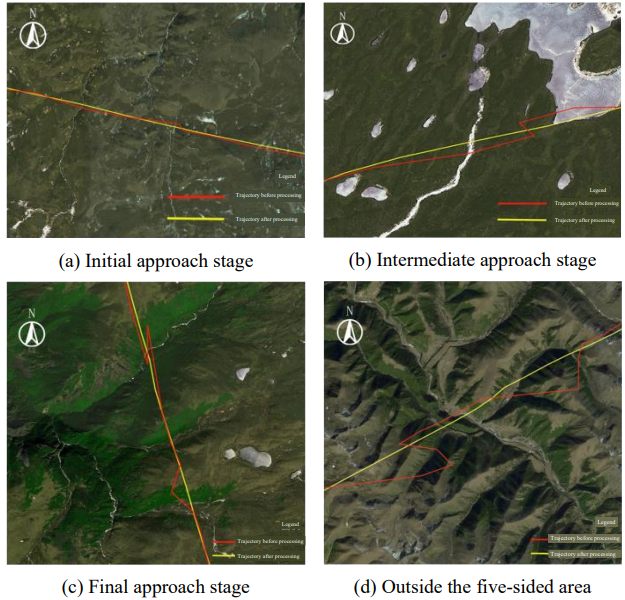 N
Legend
Trajectory before processing
Trajectory after processing
(a) Initial approach stage
N
Legend
Trajectory before processing
Trajectory after processing
(b) Intermediate approach stage
N
Legend
Trajectory before processing
Trajectory after processing
(c) Final approach stage
N
Legend
Trajectory before processing
Trajectory after processing
(d) Outside the five-sided area